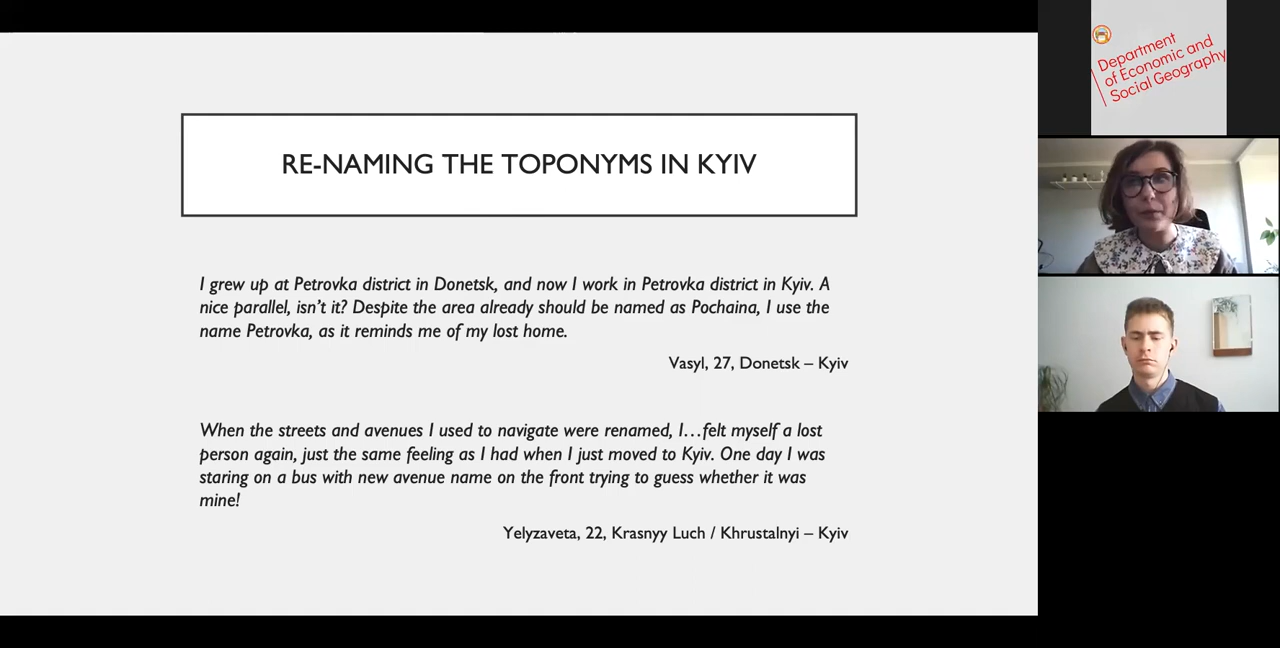 RE-NAMING THE TOPONYMS IN KYIV
I grew up at Petrovka district in Donetsk, and now I work in Petrovka district in Kyiv. A
nice parallel, isn’t it? Despite the area already should be named as Pochaina, I use the
name Petrovka, as it reminds me of my lost home.
Vasyl, 27, Donetsk – Kyiv
When the streets and avenues I used to navigate were renamed, I…felt myself a lost
person again, just the same feeling as I had when I just moved to Kyiv. One day I was
staring on a bus with new avenue name on the front trying to guess whether it was
mine!
Yelyzaveta, 22, Krasnyy Luch / Khrustalnyi – Kyiv
Department
of Economic and
Social Geography